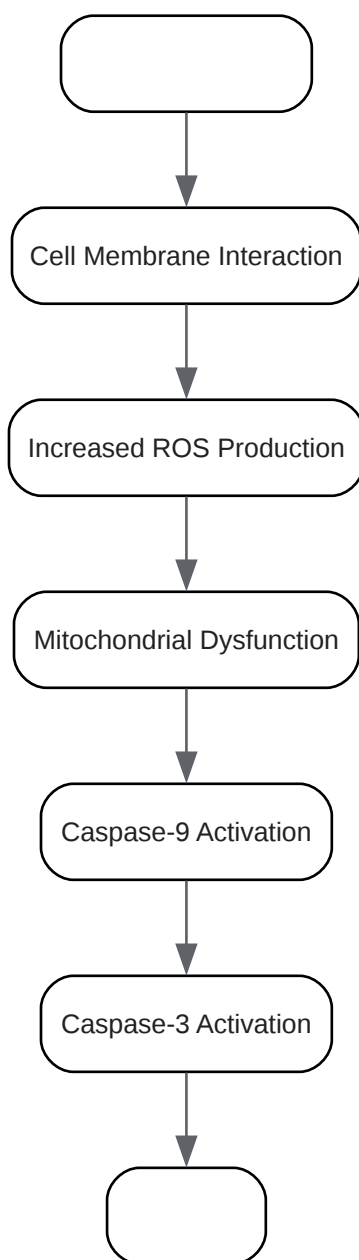 Cell Membrane Interaction
Increased ROS Production
Mitochondrial Dysfunction
Caspase-9 Activation
Caspase-3 Activation